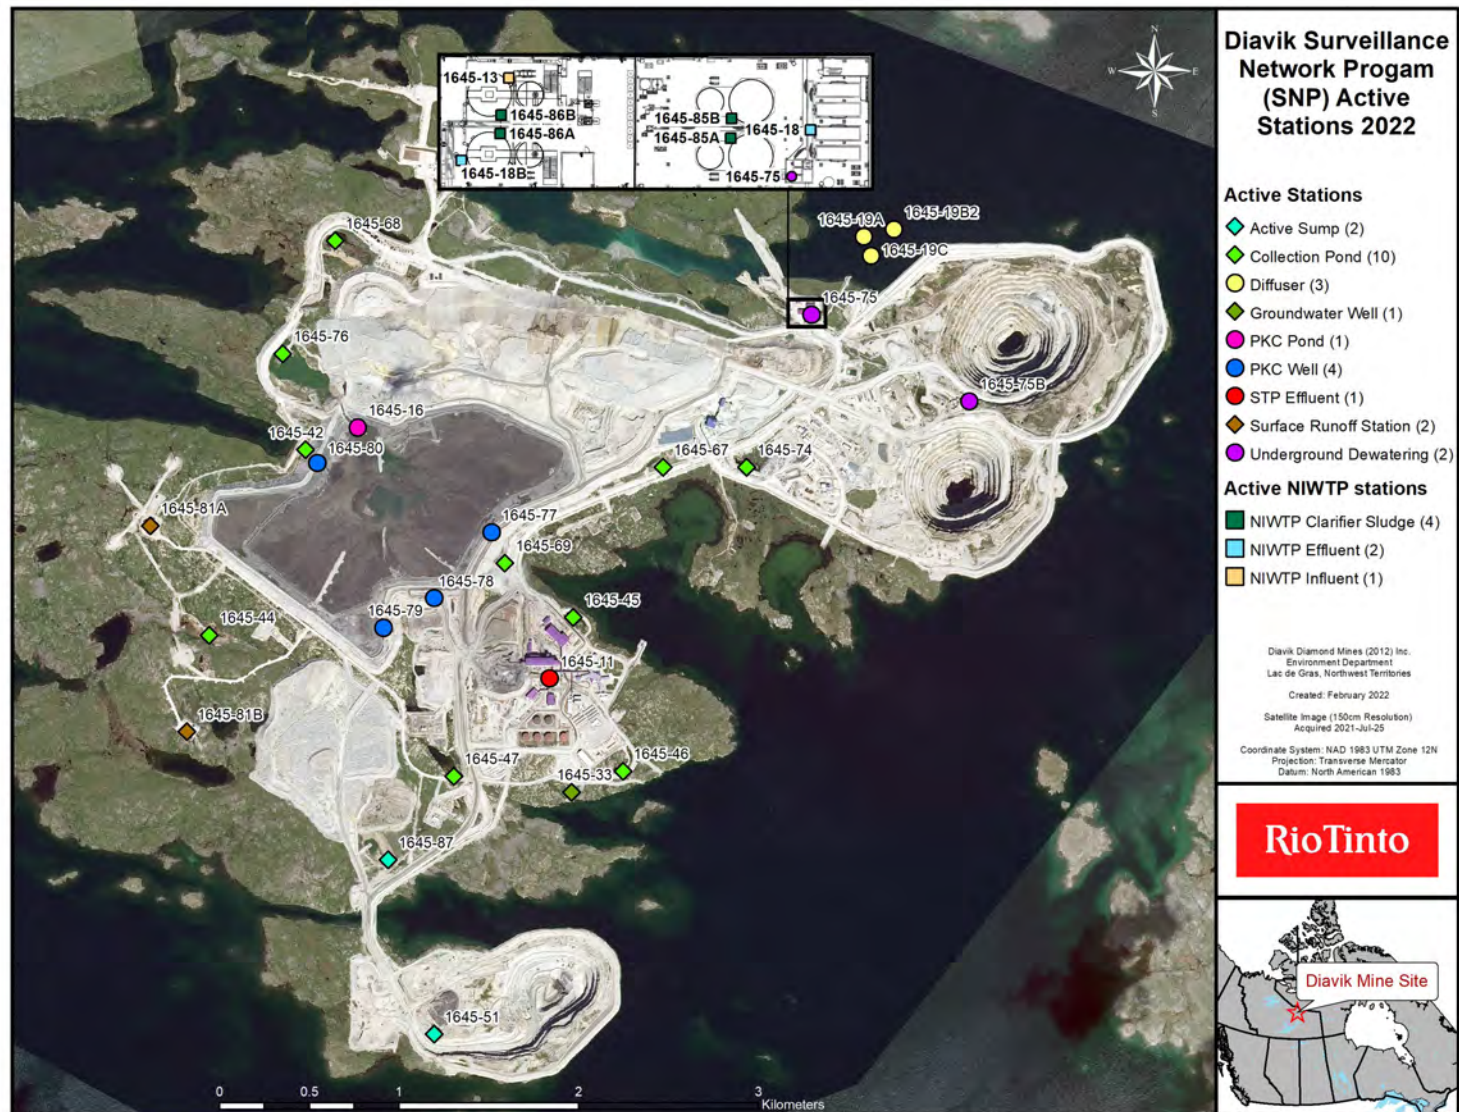 Diavik Surveillance
Network Progam
(SNP) Active
Stations 2022
Active Stations
Active Sump (2)
Collection Pond (10)
Diffuser (3)
Groundwater Well (1)
PKC Pond (1)
PKC Well (4)
STP Effluent (1)
Surface Runoff Station (2)
Underground Dewatering (2)
Active NIWTP stations
NIWTP Clarifier Sludge (4)
NIWTP Effluent (2)
NIWTP Influent (1)
Diavik Diamond Mines (2012) Inc.
Environment Department
Lac de Gras, Northwest Territories
Created: February 2022
Satellite Image (150cm Resolution)
Acquired 2021-Jul-25
Coordinate System: NAD 1983 UTM Zone 12N
Projection: Transverse Mercator
Datum: North American 1983
RioTinto
Diavik Mine Site
N
W
E
S
1645-13
1645-86B
1645-86A
1645-18B
1645-85B
1645-85A
1645-18
1645-75
1645-68
1645-19A
1645-19B2
1645-19C
1645-75
1645-76
1645-75B
1645-16
1645-42
1645-80
1645-67
1645-74
1645-81A
1645-77
1645-69
1645-78
1645-79
1645-45
1645-44
1645-11
1645-81B
1645-47
1645-46
1645-33
1645-87
1645-51
0
0.5
1
2
3
Kilometers